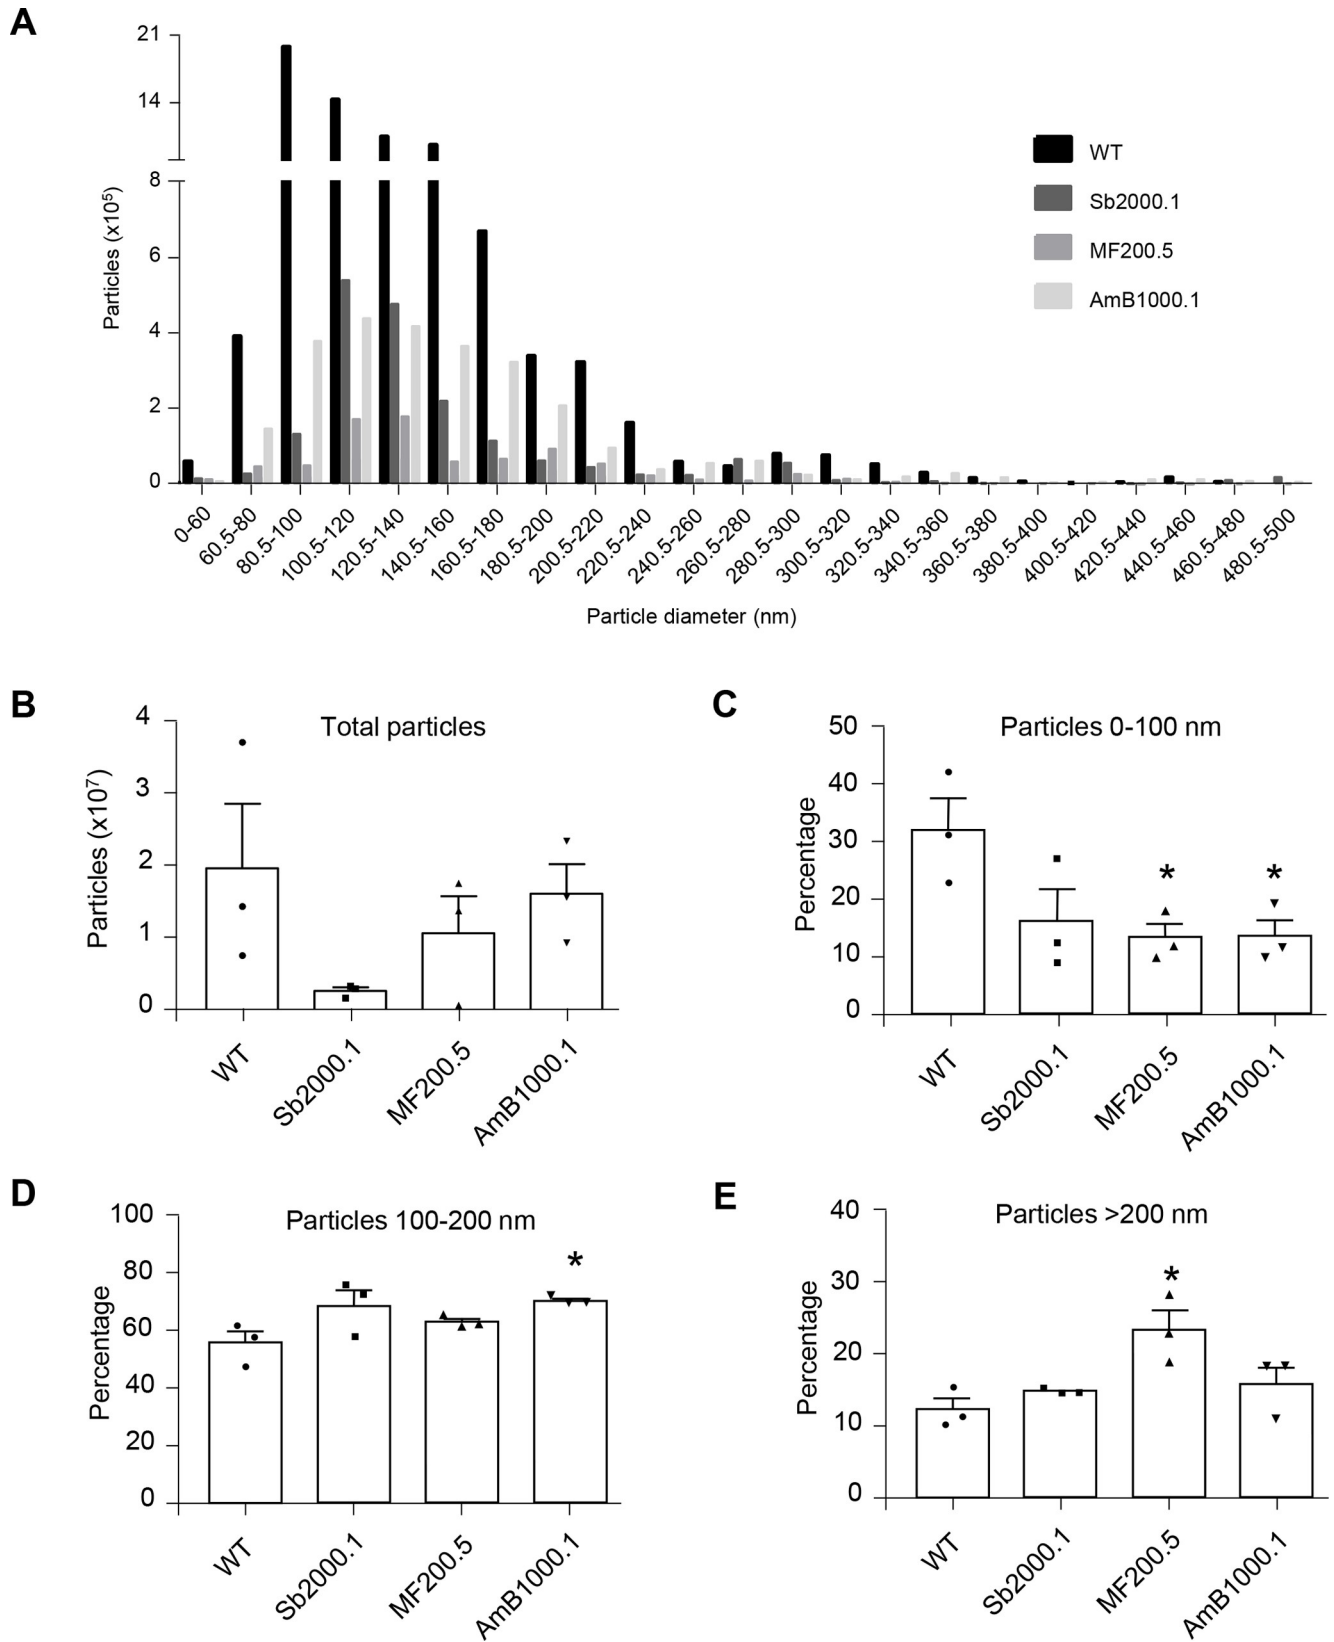 A
21
14
8
6
4
2
0
Particles (x10⁵)
WT
Sb2000.1
MF200.5
AmB1000.1
0-60
60.5-80
80.5-100
100.5-120
120.5-140
140.5-160
160.5-180
180.5-200
200.5-220
220.5-240
240.5-260
260.5-280
280.5-300
300.5-320
320.5-340
340.5-360
360.5-380
380.5-400
400.5-420
420.5-440
440.5-460
460.5-480
480.5-500
Particle diameter (nm)
B
Total particles
4
3
2
1
0
Particles (x10⁷)
WT
Sb2000.1
MF200.5
AmB1000.1
C
Particles 0-100 nm
50
40
30
20
10
0
Percentage
*
*
WT
Sb2000.1
MF200.5
AmB1000.1
D
Particles 100-200 nm
100
80
60
40
20
0
Percentage
*
WT
Sb2000.1
MF200.5
AmB1000.1
E
Particles >200 nm
40
30
20
10
0
Percentage
*
WT
Sb2000.1
MF200.5
AmB1000.1